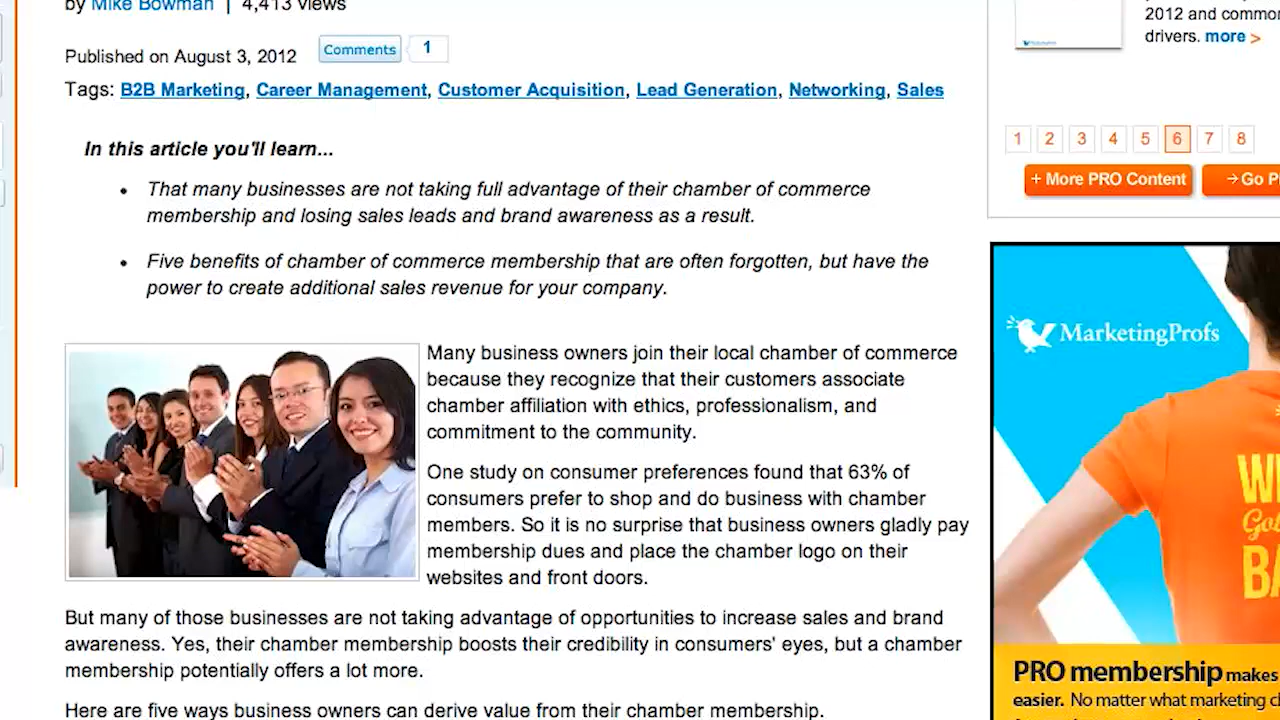 by Mike Bowman | 4,413 views
Published on August 3, 2012 Comments 1
Tags: B2B Marketing, Career Management, Customer Acquisition, Lead Generation, Networking, Sales
In this article you'll learn...
• That many businesses are not taking full advantage of their chamber of commerce
membership and losing sales leads and brand awareness as a result.
• Five benefits of chamber of commerce membership that are often forgotten, but have the
power to create additional sales revenue for your company.
Many business owners join their local chamber of commerce
because they recognize that their customers associate
chamber affiliation with ethics, professionalism, and
commitment to the community.
One study on consumer preferences found that 63% of
consumers prefer to shop and do business with chamber
members. So it is no surprise that business owners gladly pay
membership dues and place the chamber logo on their
websites and front doors.
But many of those businesses are not taking advantage of opportunities to increase sales and brand
awareness. Yes, their chamber membership boosts their credibility in consumers' eyes, but a chamber
membership potentially offers a lot more.
Here are five ways business owners can derive value from their chamber membership.
2012 and common
drivers. more >
1 2 3 4 5 6 7 8
+ More PRO Content → Go
MarketingProfs
PRO membership makes
easier. No matter what marketing